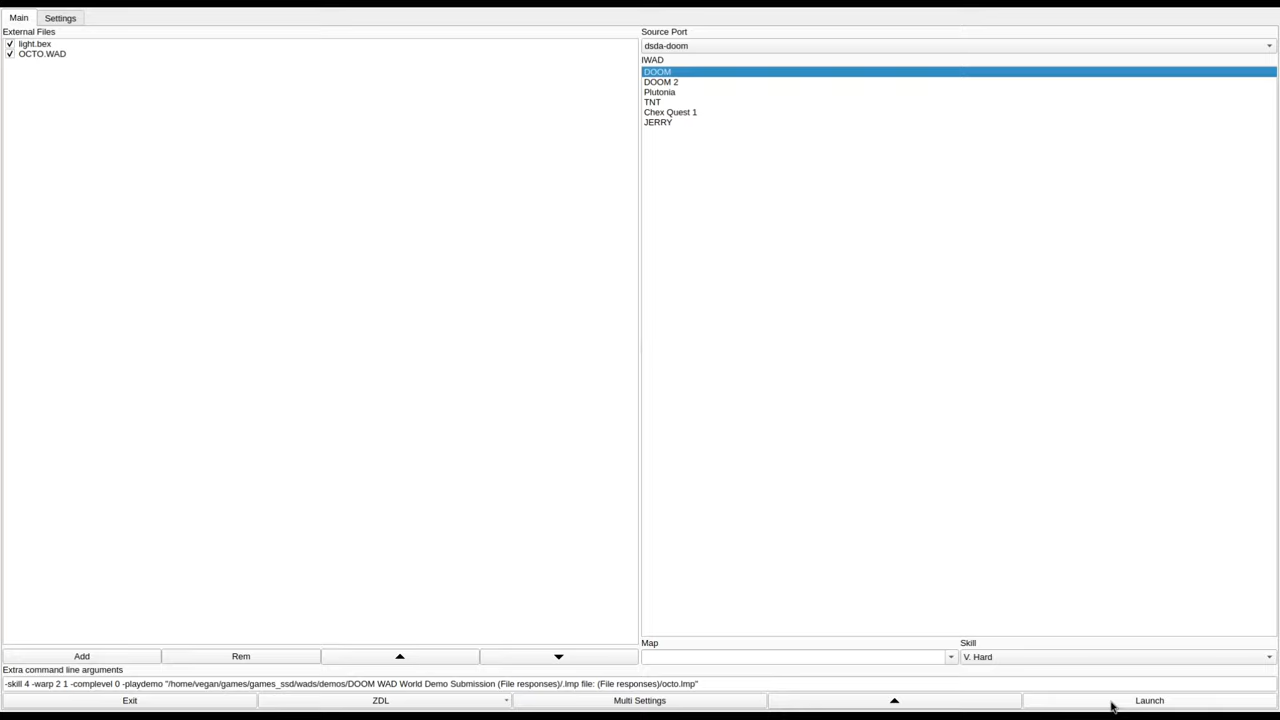 Main Settings
External Files
light.bex
OCTO.WAD
Source Port
dsda-doom
IWAD
DOOM
DOOM 2
Plutonia
TNT
Chex Quest 1
JERRY
Map
Skill
V. Hard
Add Rem
Extra command line arguments
-skill 4 -warp 2 1 -complevel 0 -playdemo "/home/vegan/games/games_ssd/wads/demos/DOOM WAD World Demo Submission (File responses)/.lmp file: (File responses)/octo.lmp"
Exit ZDL Multi Settings Launch